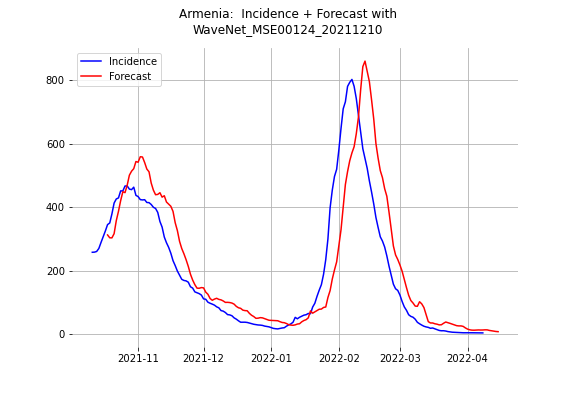 Armenia:  Incidence + Forecast with
WaveNet_MSE00124_20211210
Incidence
Forecast
800
600
400
200
0
2021-11
2021-12
2022-01
2022-02
2022-03
2022-04